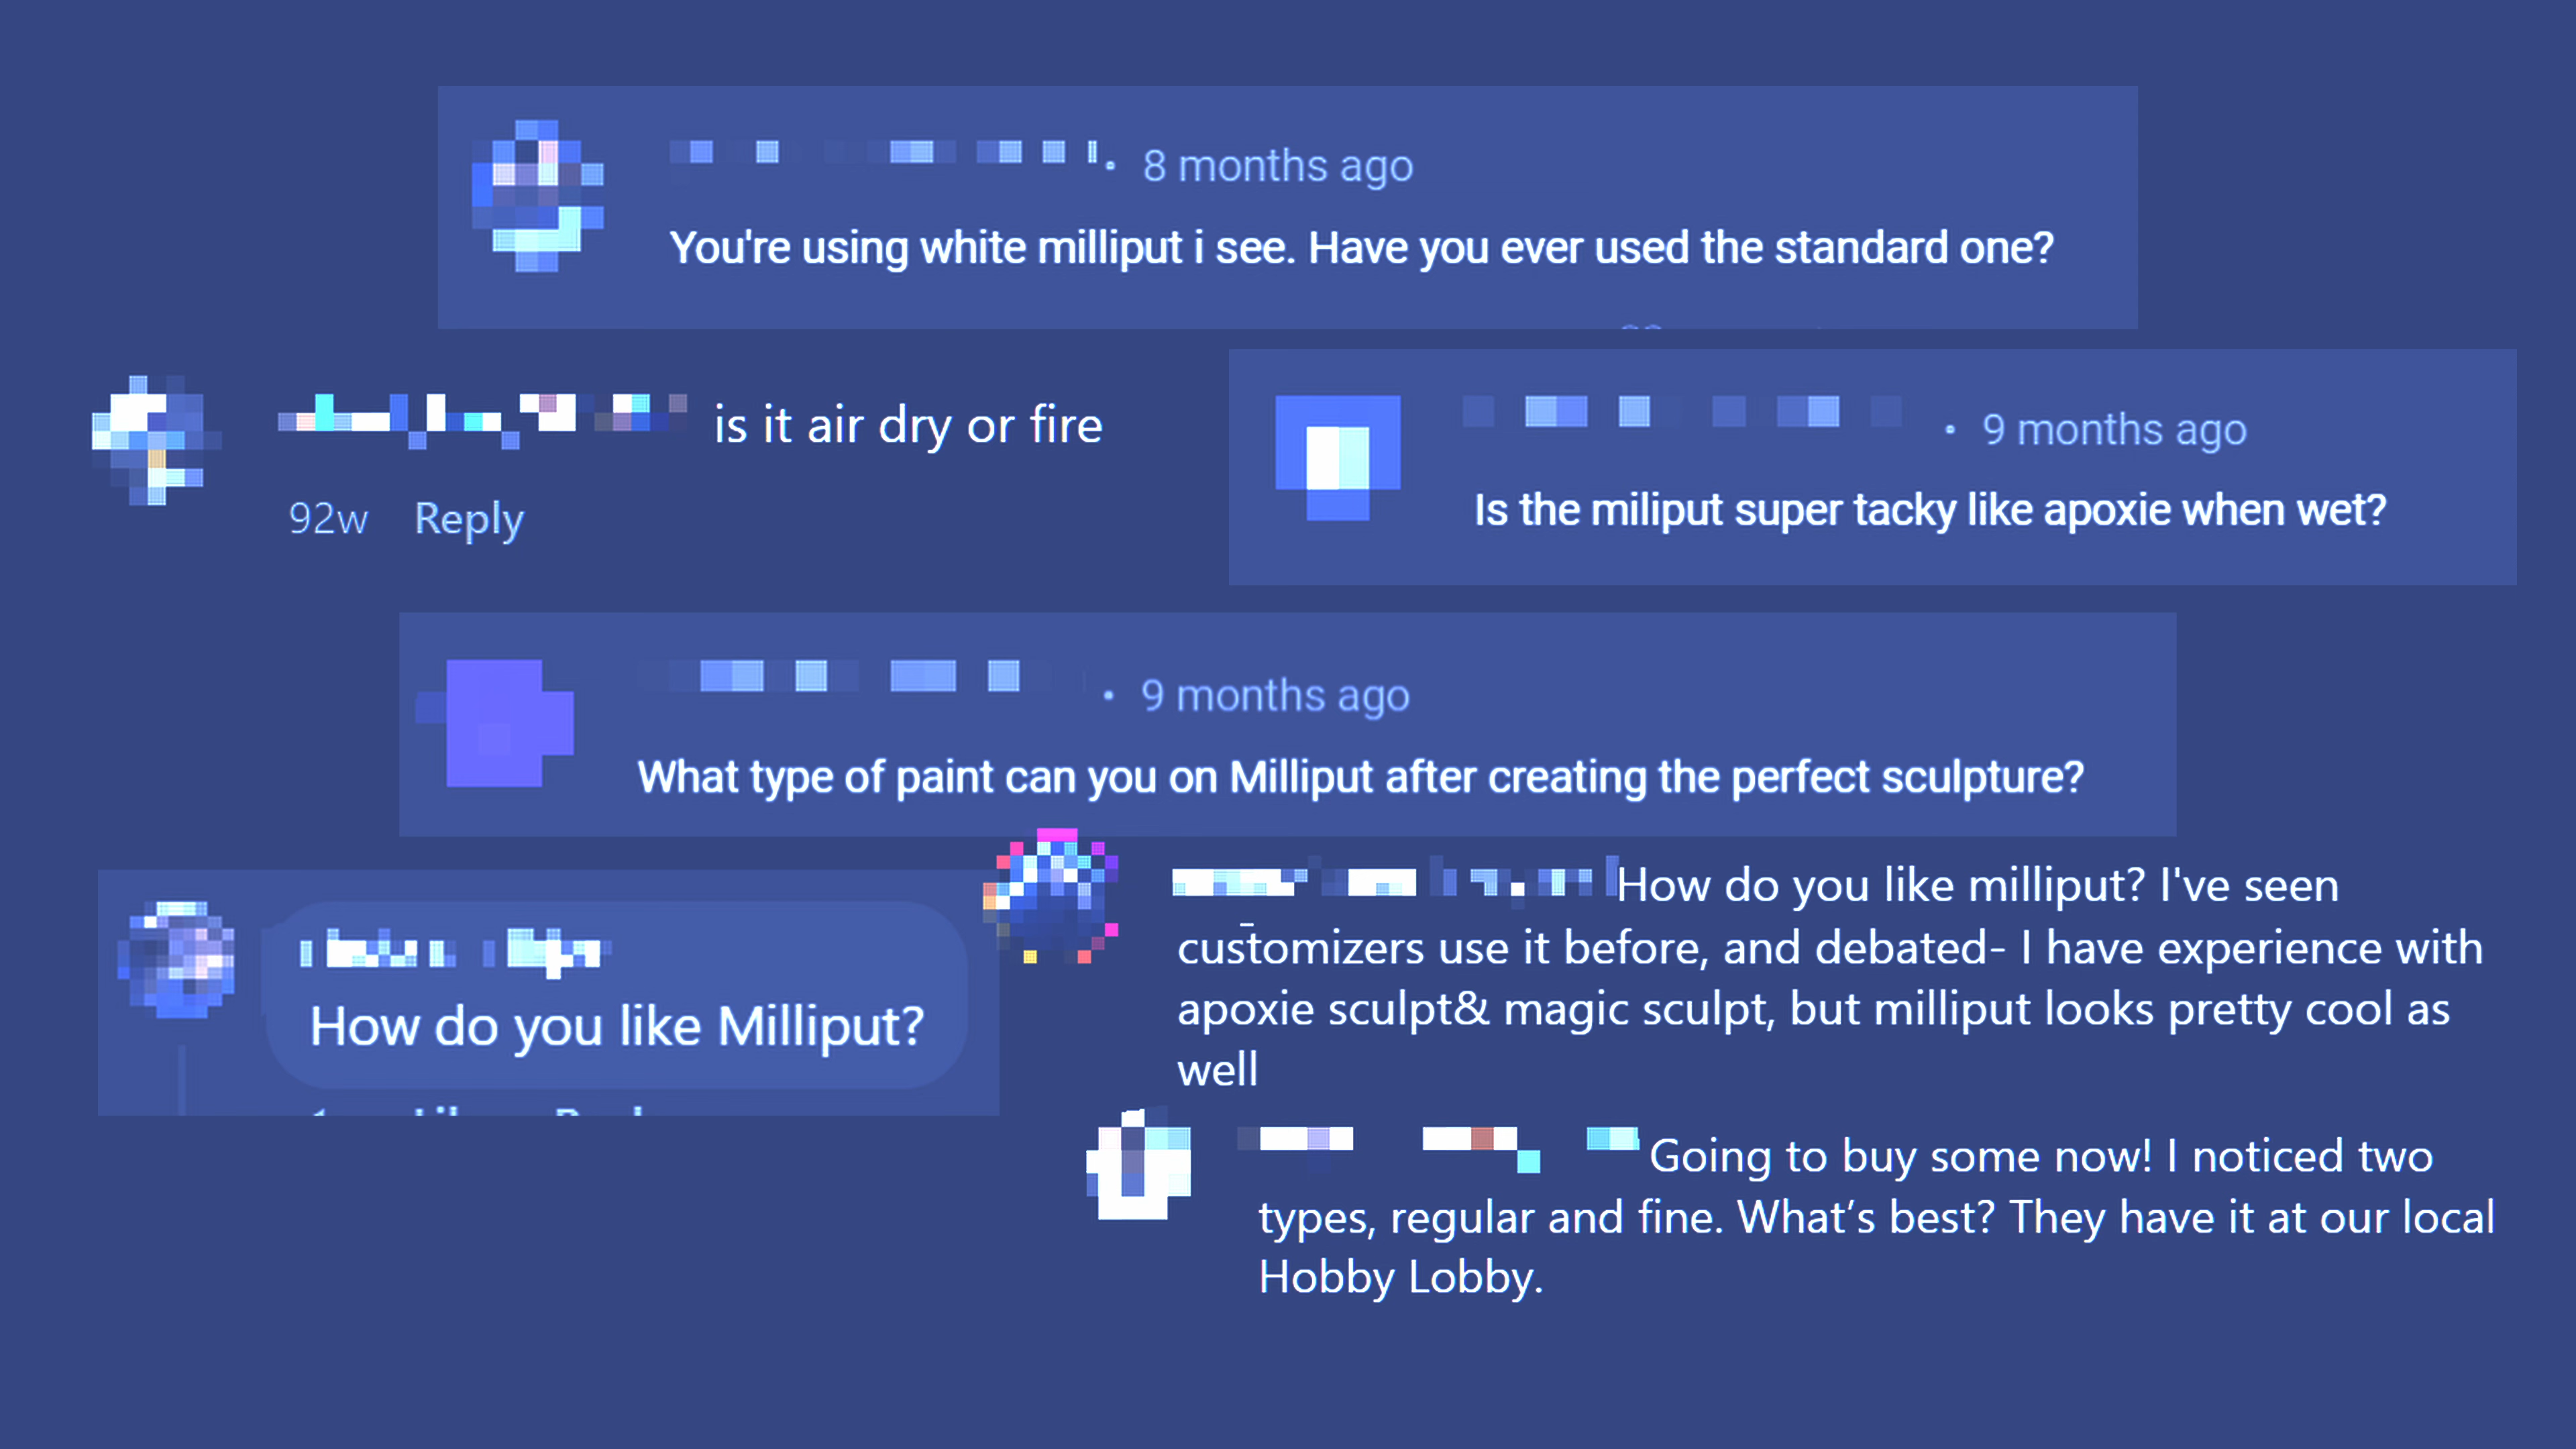 8 months ago
You're using white milliput i see. Have you ever used the standard one?
is it air dry or fire
92w Reply
9 months ago
Is the miliput super tacky like apoxie when wet?
9 months ago
What type of paint can you on Milliput after creating the perfect sculpture?
How do you like Milliput?
How do you like milliput? I've seen
customizers use it before, and debated- I have experience with
apoxie sculpt& magic sculpt, but milliput looks pretty cool as
well
Going to buy some now! I noticed two
types, regular and fine. What's best? They have it at our local
Hobby Lobby.